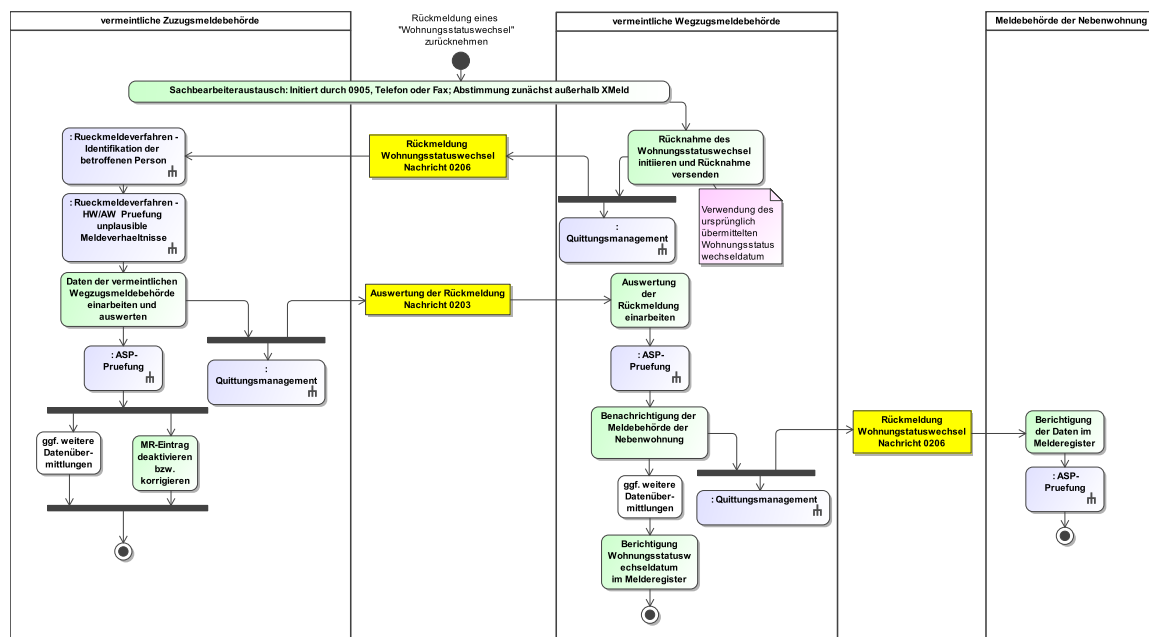 vermeintliche Zuzugsmeldebehörde
vermeintliche Wegzugsmeldebehörde
Meldebehörde der Nebenwohnung
Rückmeldung eines
"Wohnungsstatuswechsel"
zurücknehmen
Sachbearbeiteraustausch: Initiert durch 0905, Telefon oder Fax; Abstimmung zunächst außerhalb XMeld
: Rueckmeldeverfahren -
Identifikation der
betroffenen Person
Rückmeldung
Wohnungsstatuswechsel
Nachricht 0206
Rücknahme des
Wohnungsstatuswechsel
initiieren und Rücknahme
versenden
: Rueckmeldeverfahren -
HW/AW Pruefung
unplausible
Meldeverhaeltnisse
Verwendung des
ursprünglich
übermittelten
Wohnungsstatus
wechseldatum
:
Quittungsmanagement
Daten der vermeintlichen
Wegzugsmeldebehörde
einarbeiten und
auswerten
Auswertung der Rückmeldung
Nachricht 0203
Auswertung
der
Rückmeldung
einarbeiten
: ASP-
Pruefung
:
Quittungsmanagement
: ASP-
Pruefung
ggf. weitere
Datenüber-
mittlungen
MR-Eintrag
deaktivieren
bzw.
korrigieren
Benachrichtigung der
Meldebehörde der
Nebenwohnung
Rückmeldung
Wohnungstatuswechsel
Nachricht 0206
Berichtigung
der Daten im
Melderegister
ggf. weitere
Datenüber-
mittlungen
: Quittungsmanagement
: ASP-
Pruefung
Berichtigung
Wohnungsstatusw
echseldatum
im Melderegister